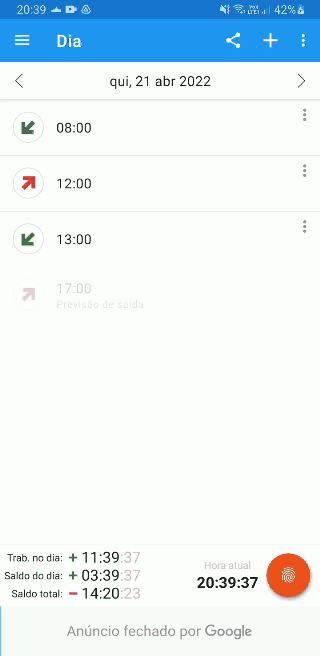 20:39 42%
Dia
qui, 21 abr 2022
08:00
12:00
13:00
17:00
Previsão de saída
Trab. no dia: + 11:39:37
Saldo do dia: + 03:39:37
Saldo total: - 14:20:23
Hora atual
20:39:37
Anúncio fechado por Google